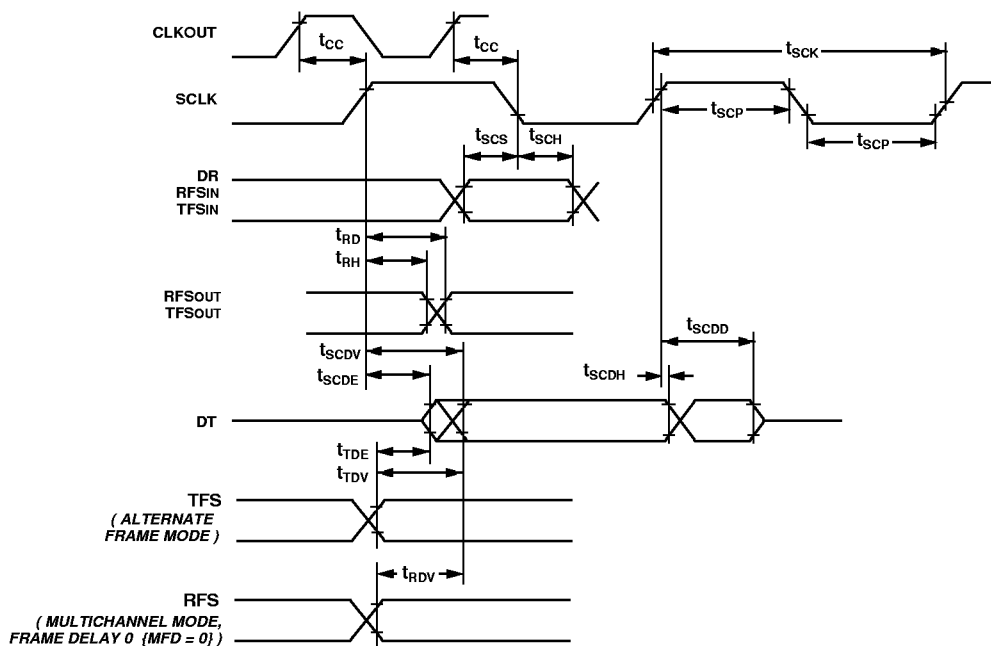 CLKOUT
tCC
tCC
tSCK
SCLK
tSCP
tSCS
tSCH
tSCP
DR
RFSIN
TFSIN
tRD
tRH
RFSOUT
TFSOUT
tSCDV
tSCDD
tSCDE
tSCDH
DT
tTDE
tTDV
TFS
( ALTERNATE
FRAME MODE )
tRDV
RFS
( MULTICHANNEL MODE,
FRAME DELAY 0 {MFD = 0} )